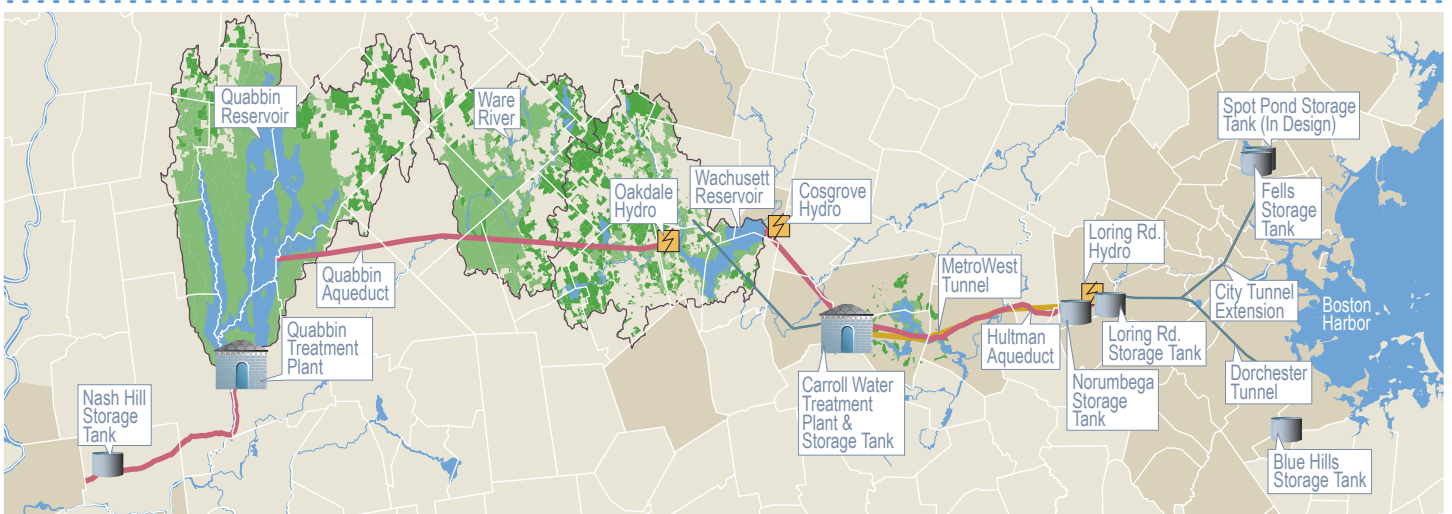 Quabbin
Reservoir
Ware
River
Spot Pond Storage
Tank (In Design)
Oakdale
Hydro
Wachusett
Reservoir
Cosgrove
Hydro
Fells
Storage
Tank
Loring Rd.
Hydro
Quabbin
Aqueduct
MetroWest
Tunnel
City Tunnel
Extension
Boston
Harbor
Quabbin
Treatment
Plant
Hultman
Aqueduct
Loring Rd.
Storage Tank
Dorchester
Tunnel
Nash Hill
Storage
Tank
Carroll Water
Treatment
Plant &
Storage Tank
Norumbega
Storage
Tank
Blue Hills
Storage Tank